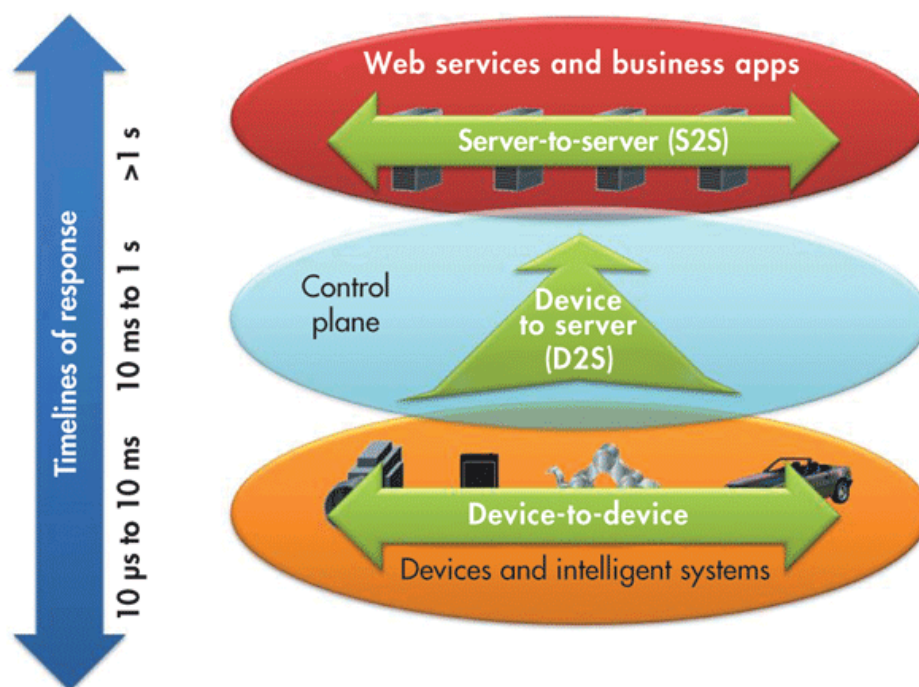 Timelines of response
>1 s
10 ms to 1 s
10 µs to 10 ms
Web services and business apps
Server-to-server (S2S)
Control
plane
Device
to server
(D2S)
Device-to-device
Devices and intelligent systems